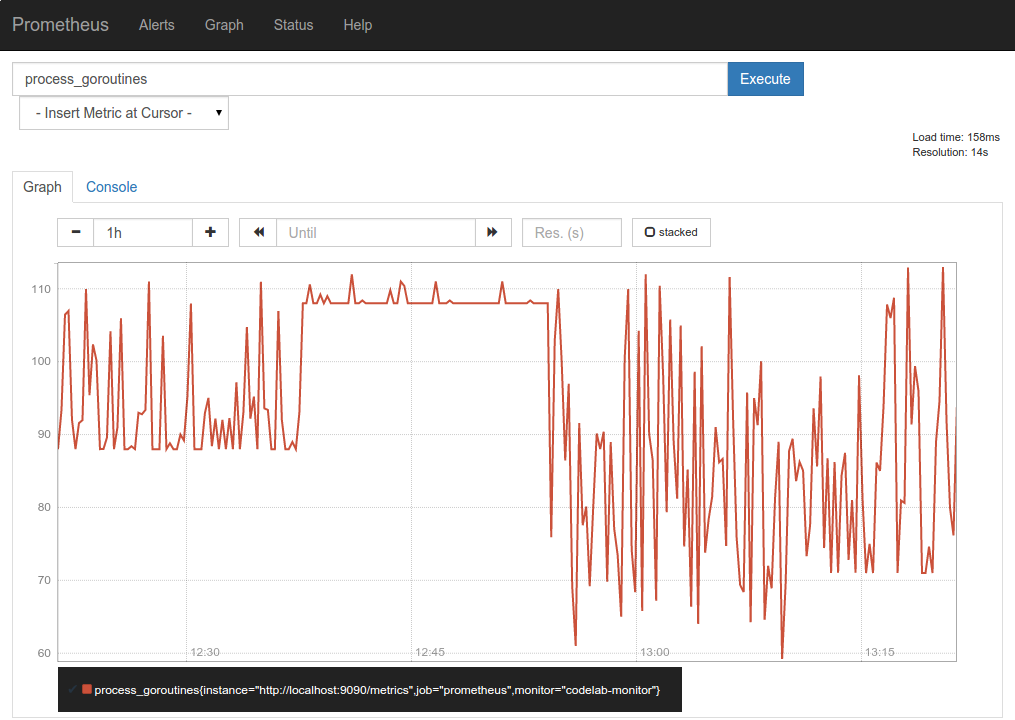 Prometheus Alerts Graph Status Help
process_goroutines Execute
- Insert Metric at Cursor -
Load time: 158ms
Resolution: 14s
Graph Console
1h Until Res. (s) stacked
110
100
90
80
70
60
12:30 12:45 13:00 13:15
process_goroutines{instance="http://localhost:9090/metrics",job="prometheus",monitor="codelab-monitor"}